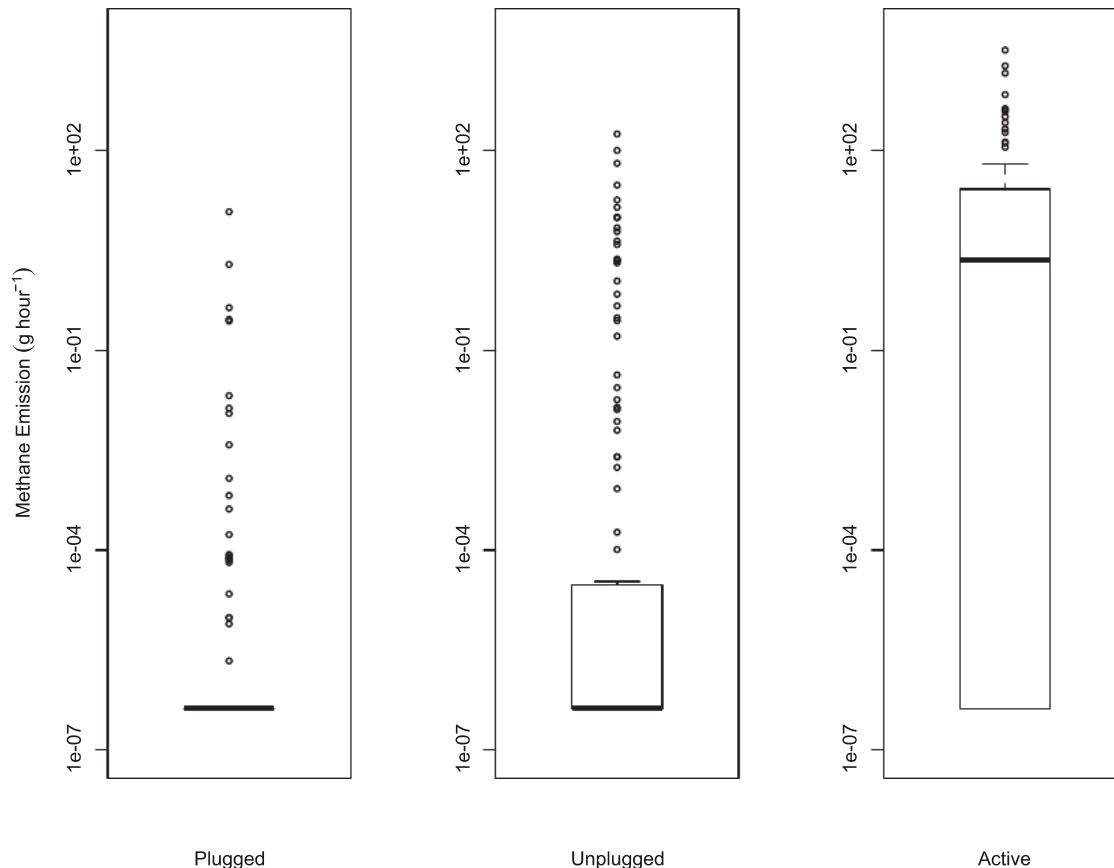 Methane Emission (g hour⁻¹)
1e+02
1e-01
1e-04
1e-07
Plugged
1e+02
1e-01
1e-04
1e-07
Unplugged
1e+02
1e-01
1e-04
1e-07
Active